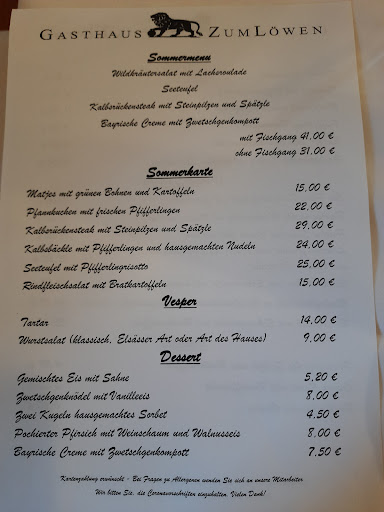 GASTHAUS ZUM LÖWEN
Sommermenu
Wildkräutersalat mit Lachsroulade
Seeteufel
Kalbsrückensteak mit Steinpilzen und Spätzle
Bayrische Creme mit Zwetschgenkompott
mit Fischgang 41,00 €
ohne Fischgang 31,00 €
Sommerkarte
Matjes mit grünen Bohnen und Kartoffeln 15,00 €
Pfannkuchen mit frischen Pfifferlingen 22,00 €
Kalbsrückensteak mit Steinpilzen und Spätzle 29,00 €
Kalbsbäckle mit Pfifferlingen und hausgemachten Nudeln 24,00 €
Seeteufel mit Pfifferlingrisotto 25,00 €
Rindfleischsalat mit Bratkartoffeln 15,00 €
Vesper
Tartar 14,00 €
Wurstsalat (klassisch, Elsässer Art oder Art des Hauses) 9,00 €
Dessert
Gemischtes Eis mit Sahne 5,20 €
Zwetschgenknödel mit Vanilleeis 8,00 €
Zwei Kugeln hausgemachtes Sorbet 4,50 €
Pochierter Pfirsich mit Weinschaum und Walnusseis 8,00 €
Bayrische Creme mit Zwetschgenkompott 7,50 €
Kartenzahlung erwünscht - Bei Fragen zu Allergenen wenden Sie sich an unsere Mitarbeiter
Wir bitten Sie, die Coronavorschriften einzuhalten. Vielen Dank!